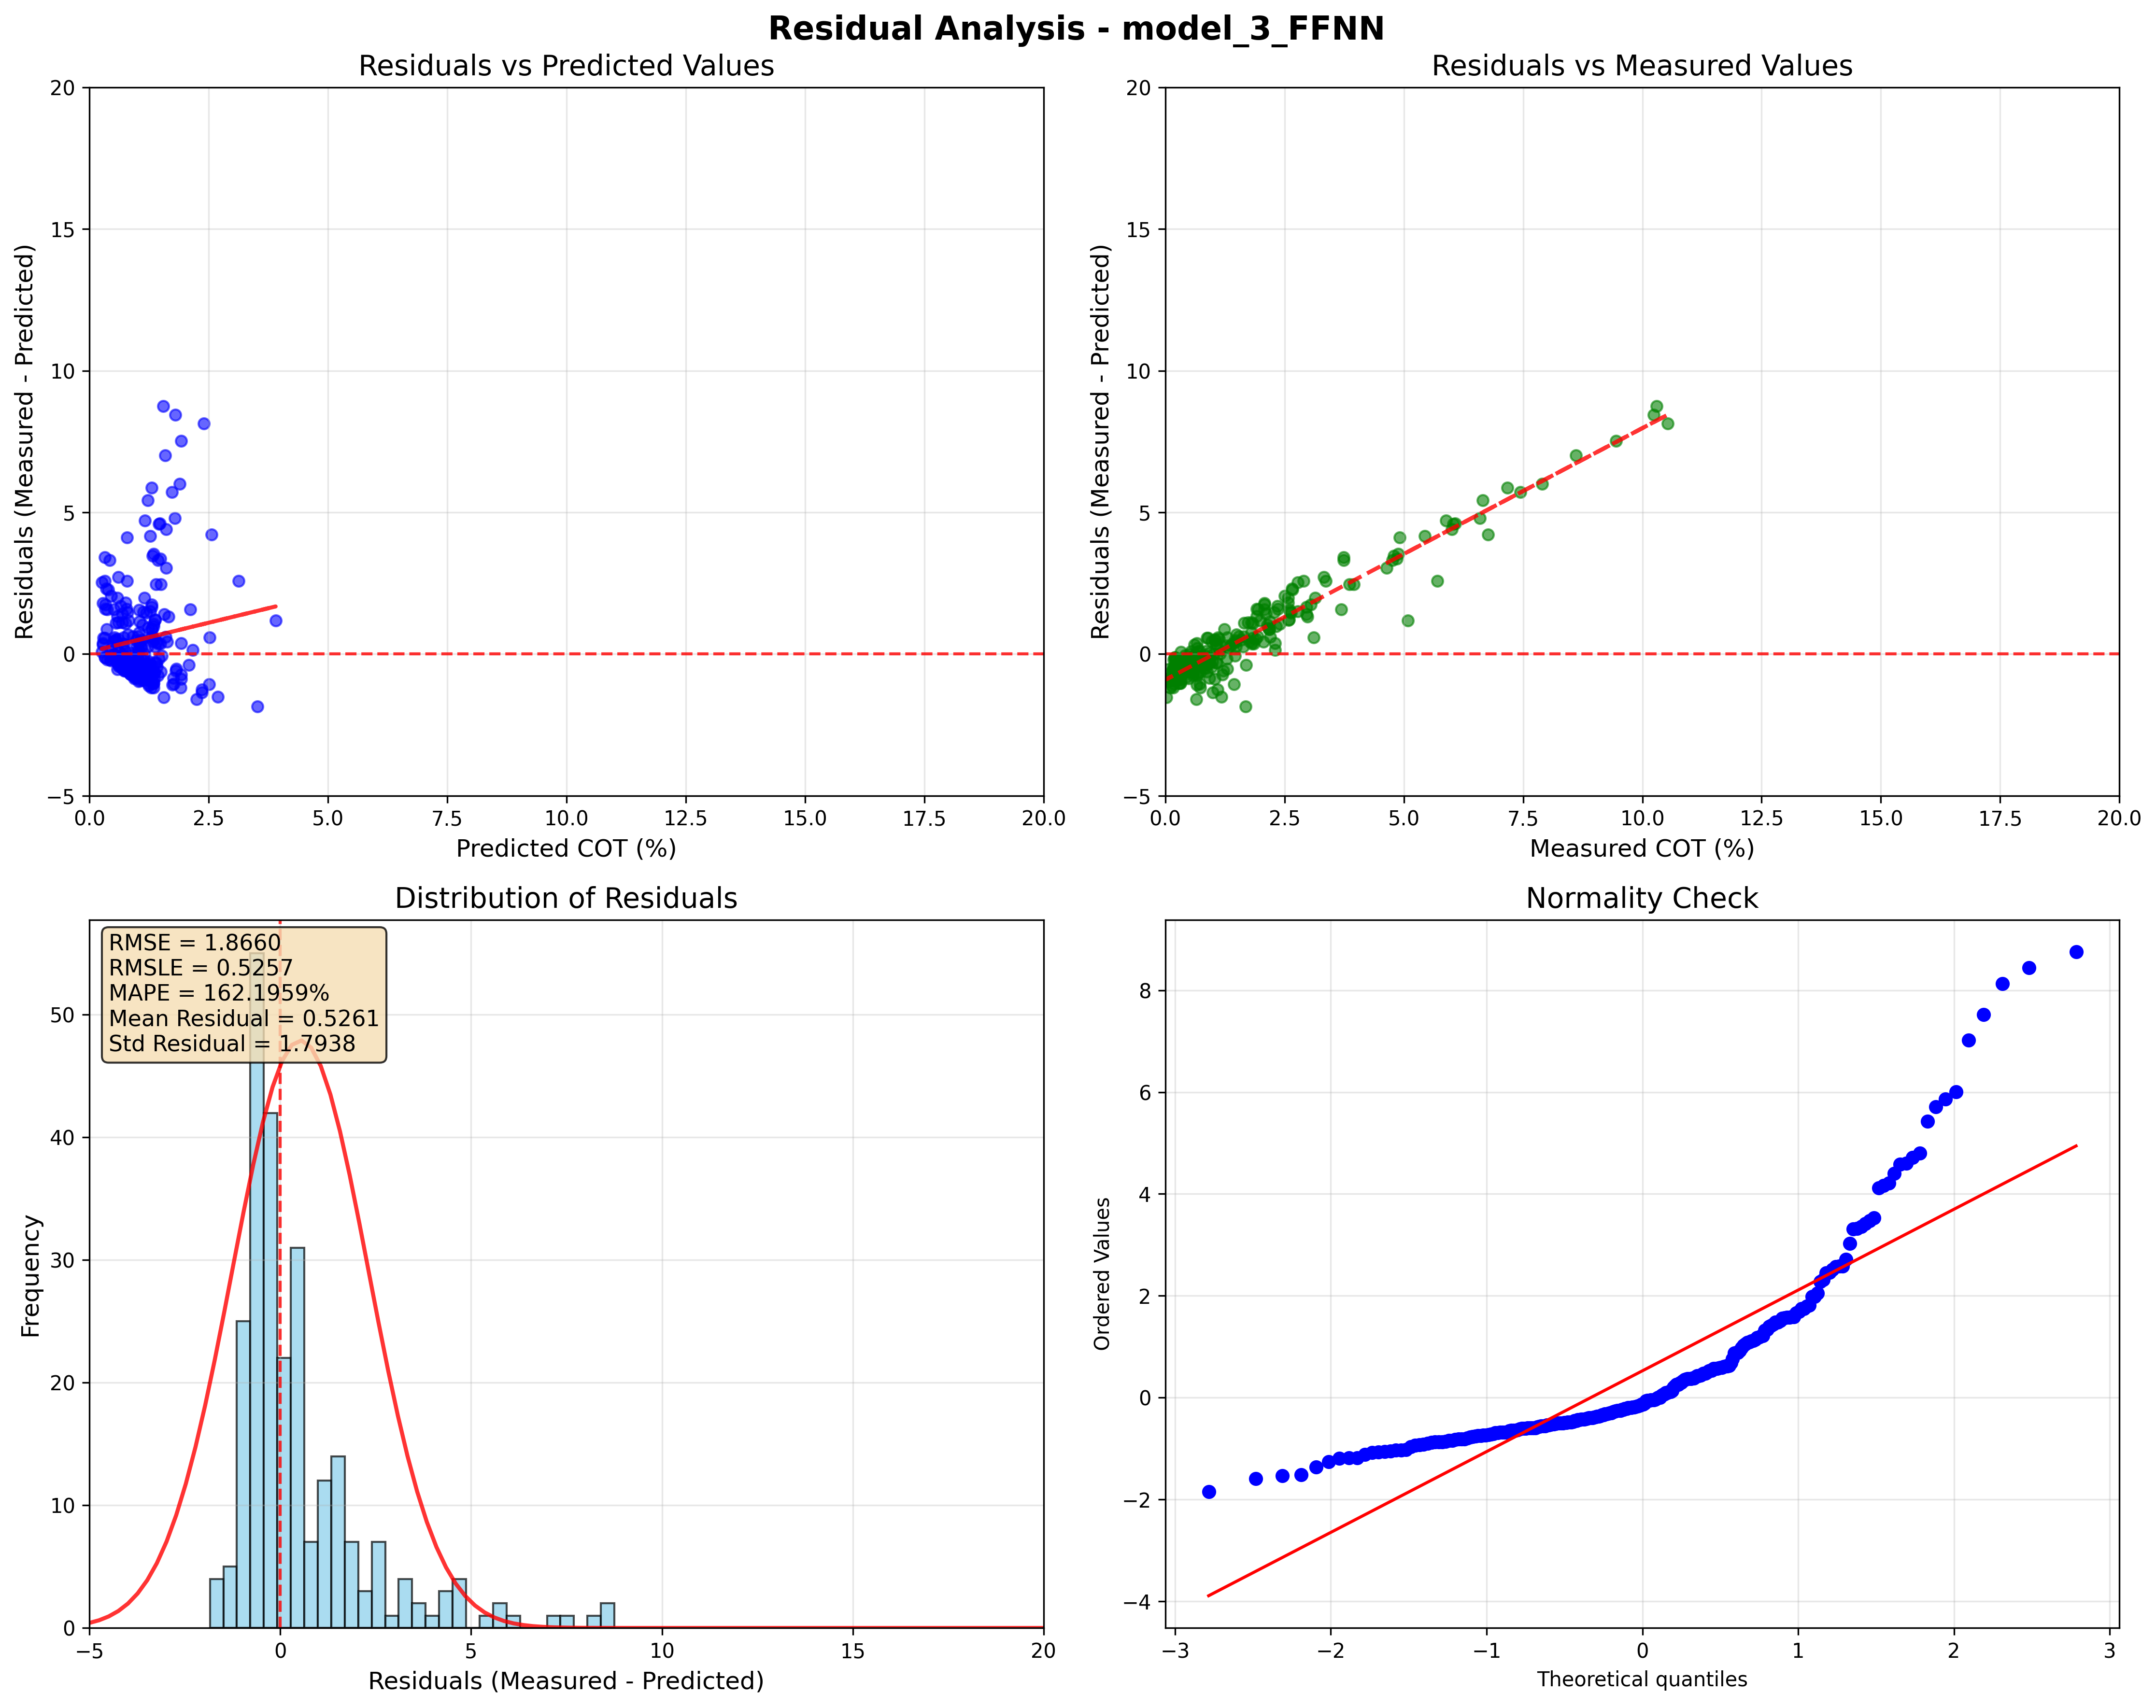 Residual Analysis - model_3_FFNN
Residuals vs Predicted Values
20
15
10
5
0
−5
Residuals (Measured - Predicted)
0.0 2.5 5.0 7.5 10.0 12.5 15.0 17.5 20.0
Predicted COT (%)
Residuals vs Measured Values
20
15
10
5
0
−5
Residuals (Measured - Predicted)
0.0 2.5 5.0 7.5 10.0 12.5 15.0 17.5 20.0
Measured COT (%)
Distribution of Residuals
RMSE = 1.8660
RMSLE = 0.5257
MAPE = 162.1959%
Mean Residual = 0.5261
Std Residual = 1.7938
50
40
30
20
10
0
Frequency
−5 0 5 10 15 20
Residuals (Measured - Predicted)
Normality Check
8
6
4
2
0
−2
−4
Ordered Values
−3 −2 −1 0 1 2 3
Theoretical quantiles